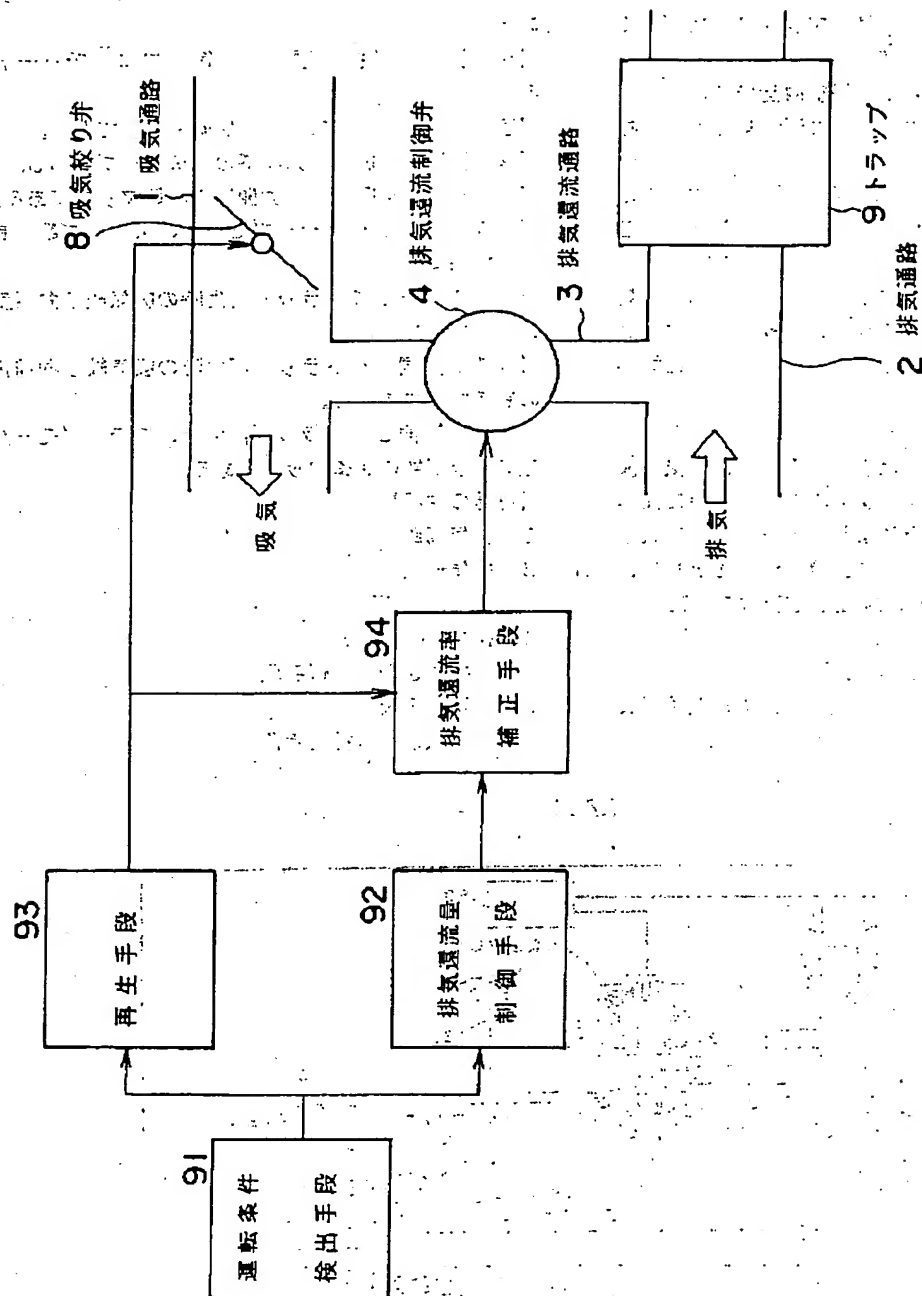 91
運転条件
検出手段
93
再生手段
92
排気還流量
制御手段
94
排気還流率
補正手段
吸気
排気
8 吸気絞り弁
1 吸気通路
4 排気還流制御弁
3 排気還流通路
9 トラップ
2 排気通路